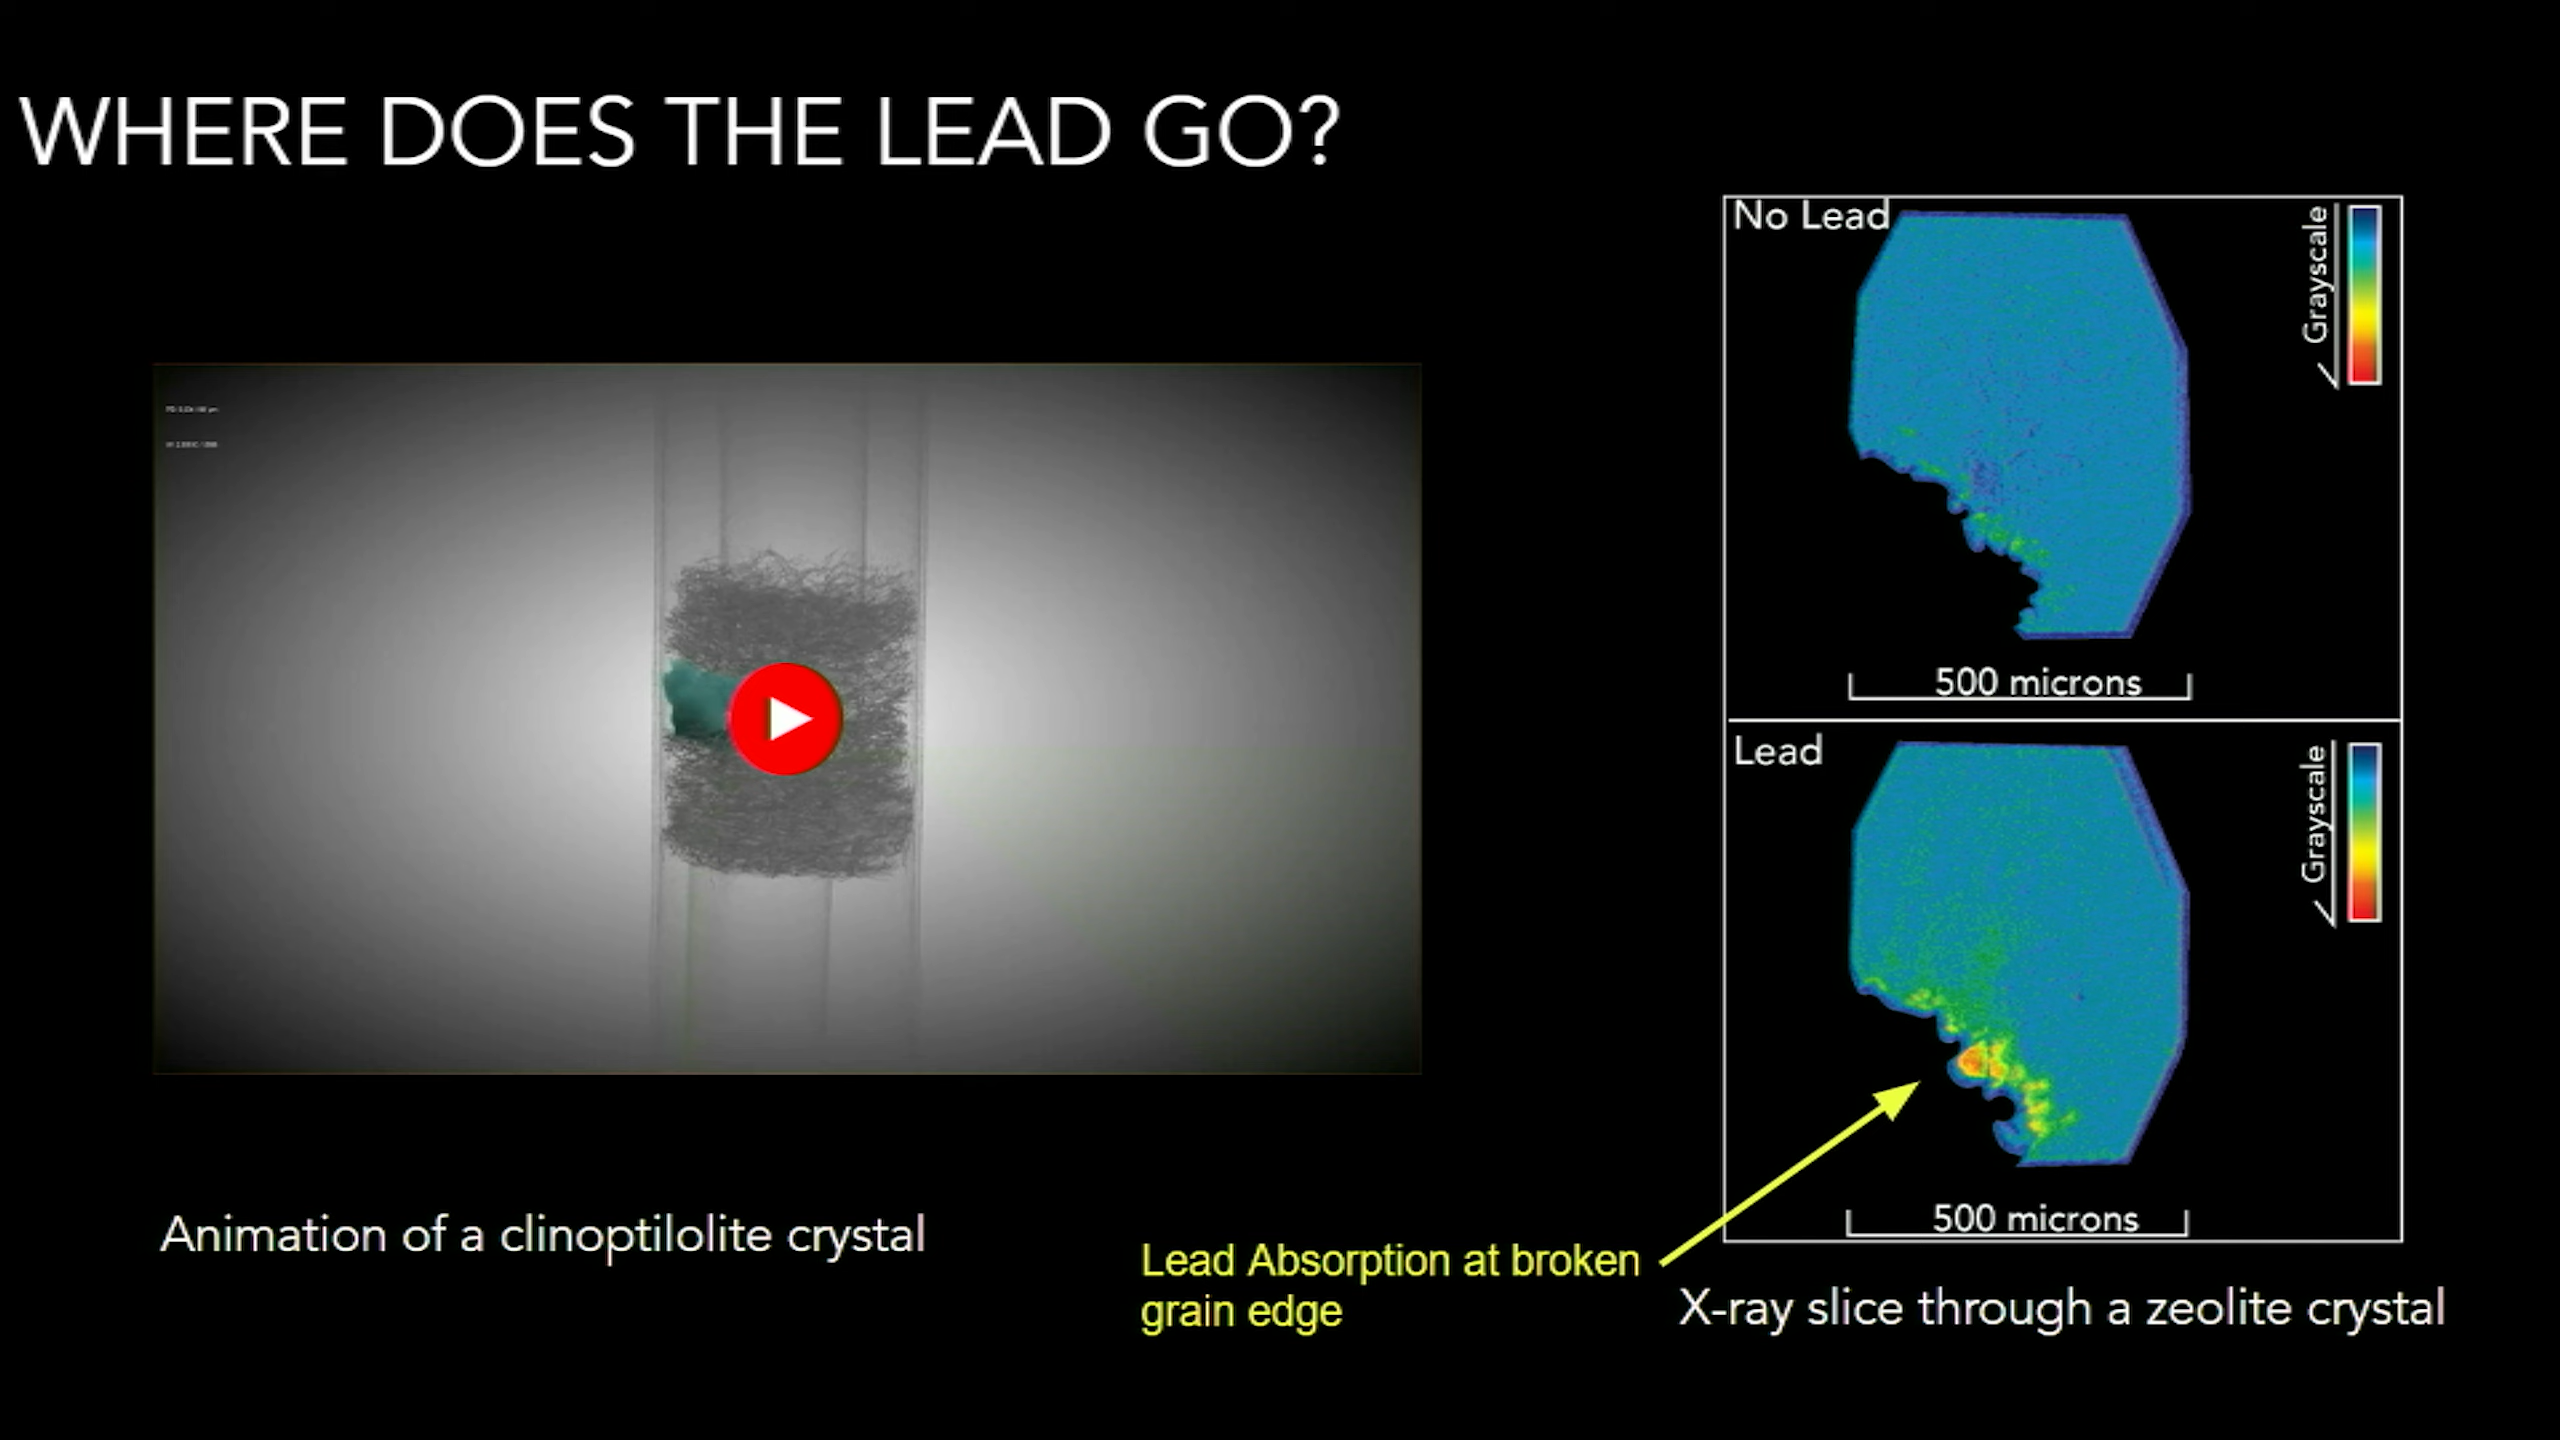 WHERE DOES THE LEAD GO?
No Lead
Grayscale
500 microns
Lead
Grayscale
500 microns
Animation of a clinoptilolite crystal
Lead Absorption at broken
grain edge
X-ray slice through a zeolite crystal